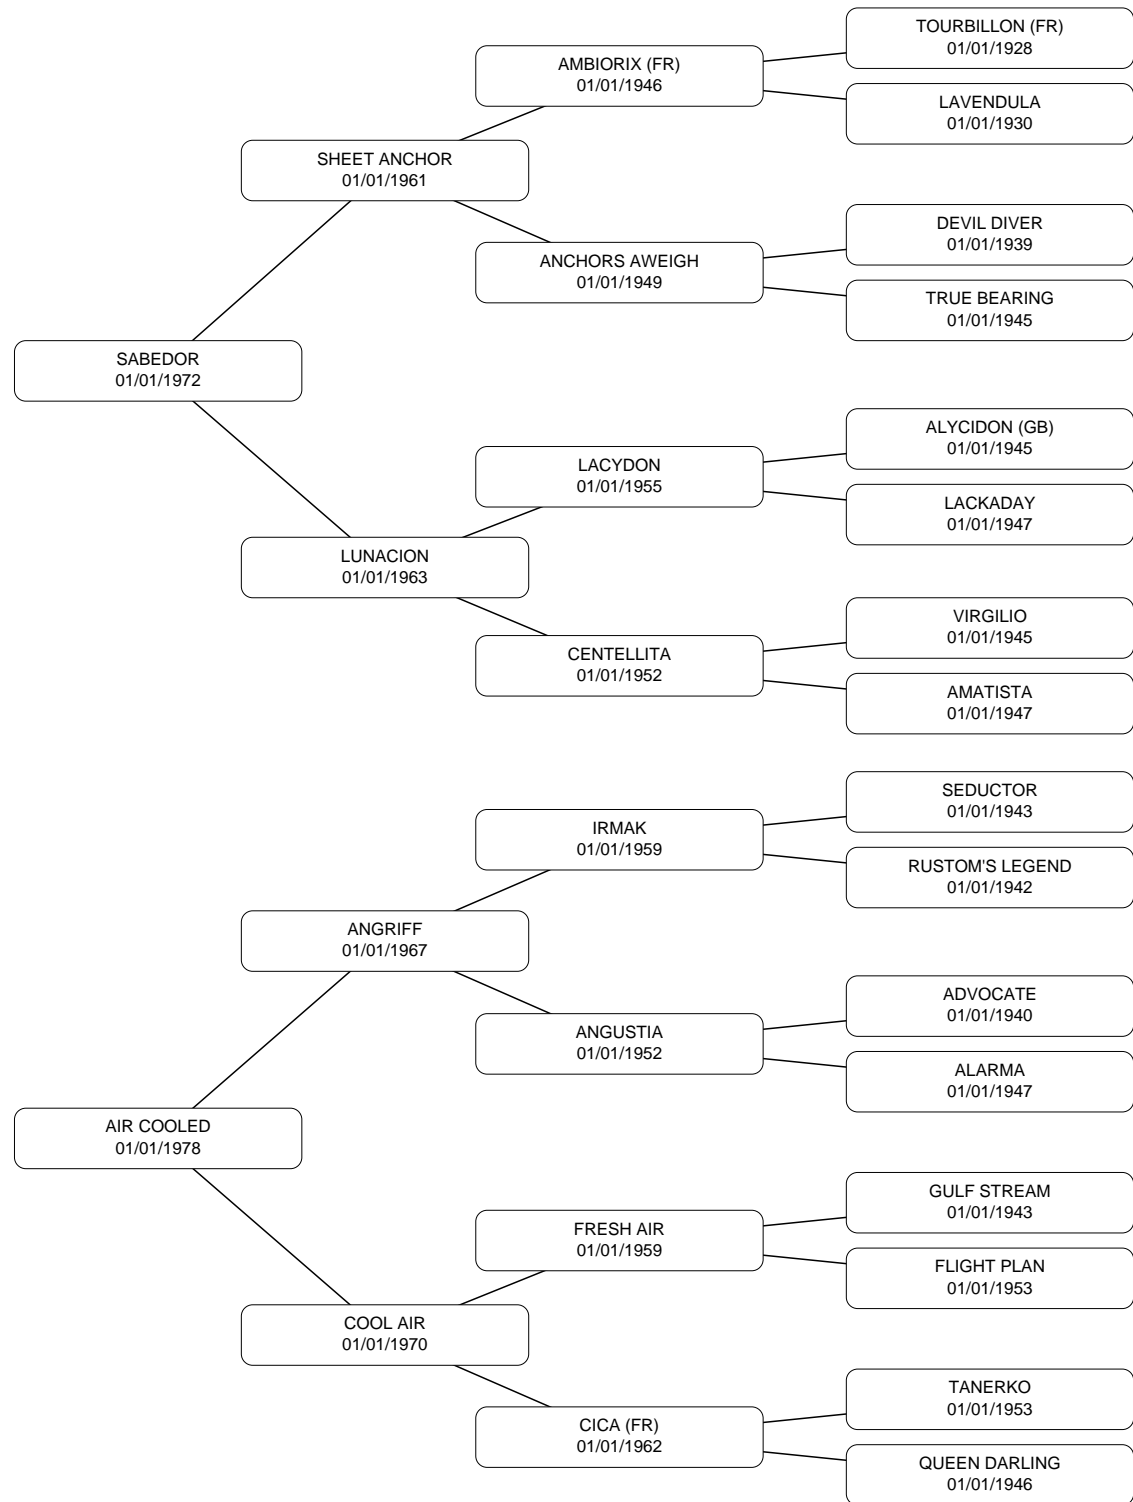 TOURBILLON (FR)
01/01/1928
AMBIORIX (FR)
01/01/1946
LAVENDULA
01/01/1930
SHEET ANCHOR
01/01/1961
DEVIL DIVER
01/01/1939
ANCHORS AWEIGH
01/01/1949
TRUE BEARING
01/01/1945
SABEDOR
01/01/1972
ALYCIDON (GB)
01/01/1945
LACYDON
01/01/1955
LACKADAY
01/01/1947
LUNACION
01/01/1963
VIRGILIO
01/01/1945
CENTELLITA
01/01/1952
AMATISTA
01/01/1947
SEDUCTOR
01/01/1943
IRMAK
01/01/1959
RUSTOM'S LEGEND
01/01/1942
ANGRIFF
01/01/1967
ADVOCATE
01/01/1940
ANGUSTIA
01/01/1952
ALARMA
01/01/1947
AIR COOLED
01/01/1978
GULF STREAM
01/01/1943
FRESH AIR
01/01/1959
FLIGHT PLAN
01/01/1953
COOL AIR
01/01/1970
TANERKO
01/01/1953
CICA (FR)
01/01/1962
QUEEN DARLING
01/01/1946